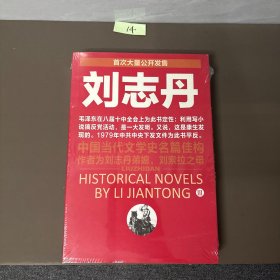 14
首次大量公开发售
刘志丹
毛泽东在八届十中全会上为此书定性：利用写小
说搞反党活动，是一大发明。又说，这是康生发
现的。1979年中共中央下发文件为此书平反。
中国当代文学史名篇佳构
作者为刘志丹弟媳、刘索拉之母
LIUZHIDAN
HISTORICAL NOVELS
BY LI JIANTONG